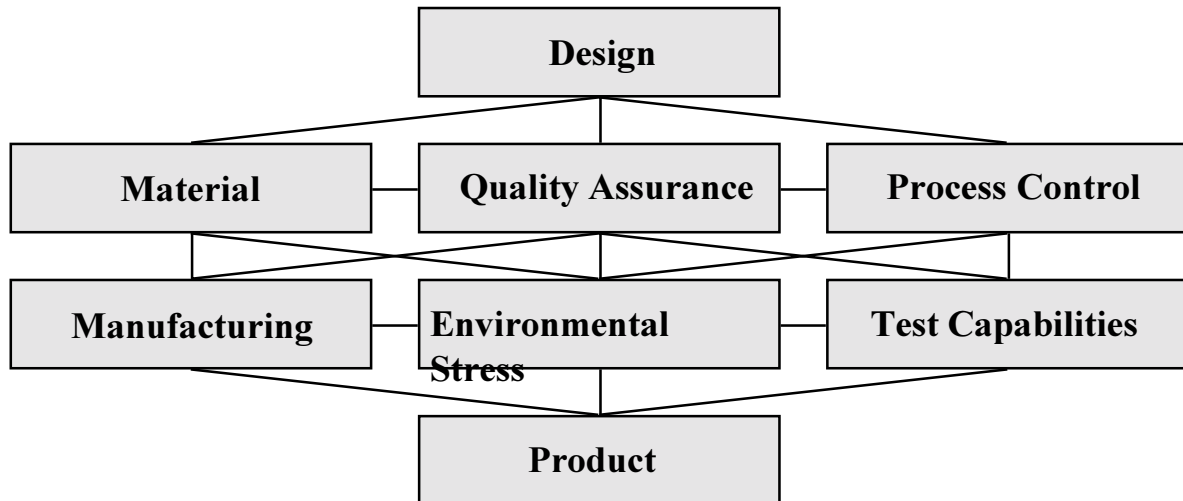 Design
Material
Quality Assurance
Process Control
Manufacturing
Environmental
Stress
Test Capabilities
Product